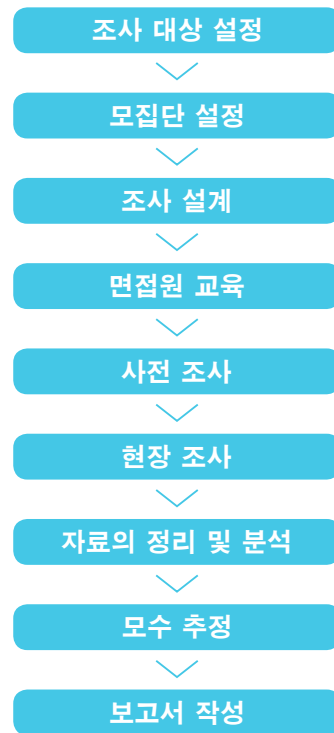 조사 대상 설정
모집단 설정
조사 설계
면접원 교육
사전 조사
현장 조사
자료의 정리 및 분석
모수 추정
보고서 작성